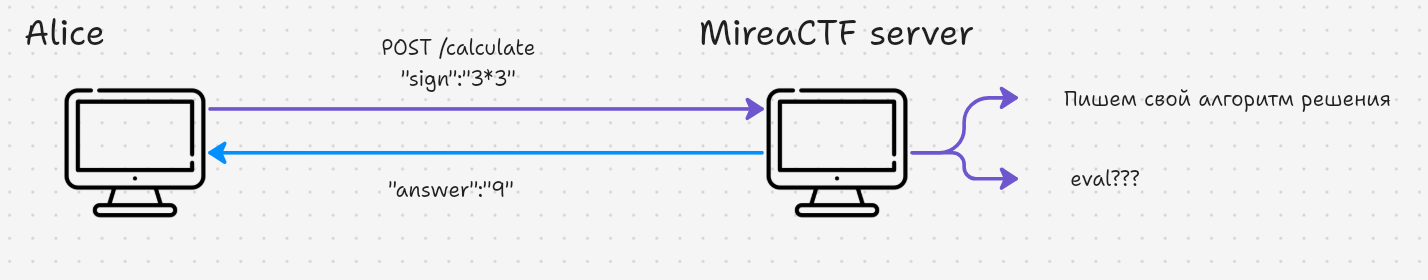 Alice
MireaCTF server
POST /calculate
"sign":"3*3"
Пишем свой алгоритм решения
eval???
"answer":"9"